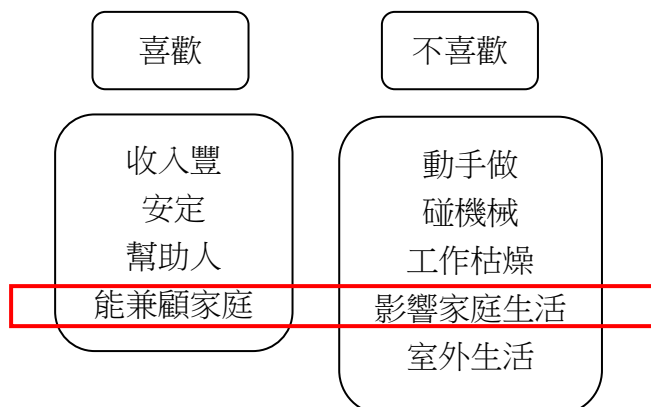 喜歡
不喜歡
收入豐
安定
幫助人
能兼顧家庭
動手做
碰機械
工作枯燥
影響家庭生活
室外生活